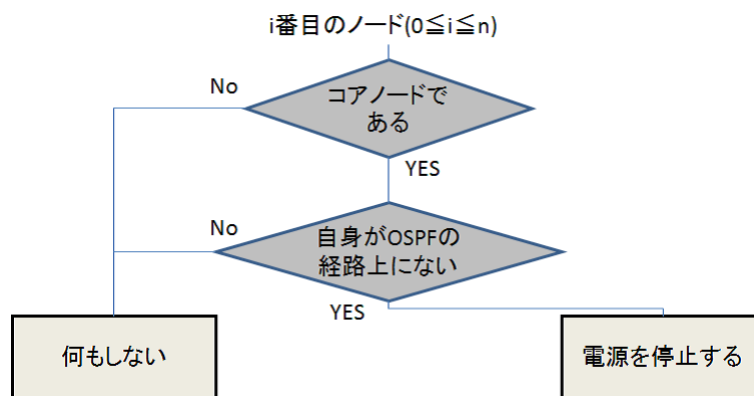 i番目のノード(0≦i≦n)
No
コアノードで
ある
YES
No
自身がOSPFの
経路上にない
YES
何もしない
電源を停止する